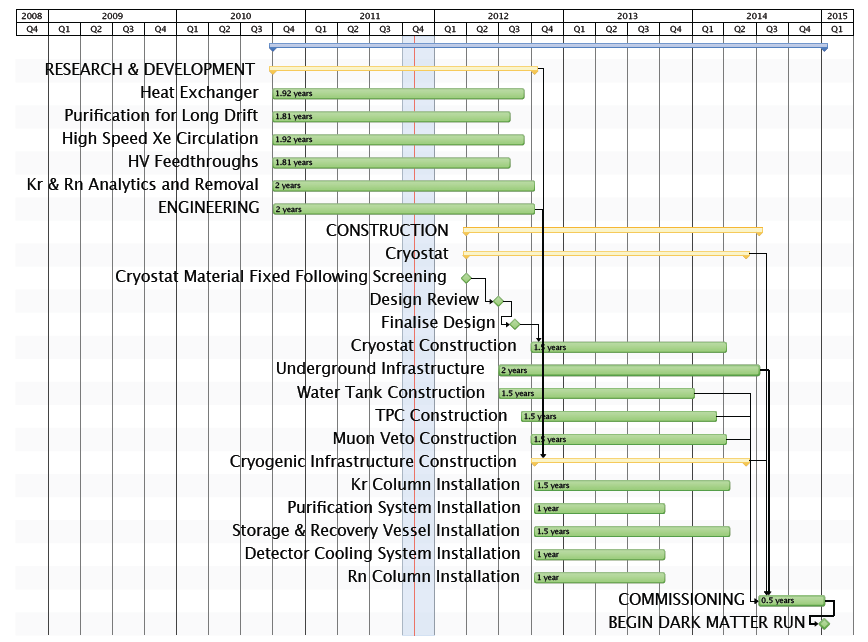 2008 2009 2010 2011 2012 2013 2014 2015
Q4 Q1 Q2 Q3 Q4 Q1 Q2 Q3 Q4 Q1 Q2 Q3 Q4 Q1 Q2 Q3 Q4 Q1 Q2 Q3 Q4 Q1 Q2 Q3 Q4 Q1
RESEARCH & DEVELOPMENT
Heat Exchanger 1.92 years
Purification for Long Drift 1.81 years
High Speed Xe Circulation 1.92 years
HV Feedthroughs 1.81 years
Kr & Rn Analytics and Removal 2 years
ENGINEERING 2 years
CONSTRUCTION
Cryostat
Cryostat Material Fixed Following Screening
Design Review
Finalise Design
Cryostat Construction 1.5 years
Underground Infrastructure 2 years
Water Tank Construction 1.5 years
TPC Construction 1.5 years
Muon Veto Construction 1.5 years
Cryogenic Infrastructure Construction
Kr Column Installation 1.5 years
Purification System Installation 1 year
Storage & Recovery Vessel Installation 1.5 years
Detector Cooling System Installation 1 year
Rn Column Installation 1 year
COMMISSIONING 0.5 years
BEGIN DARK MATTER RUN